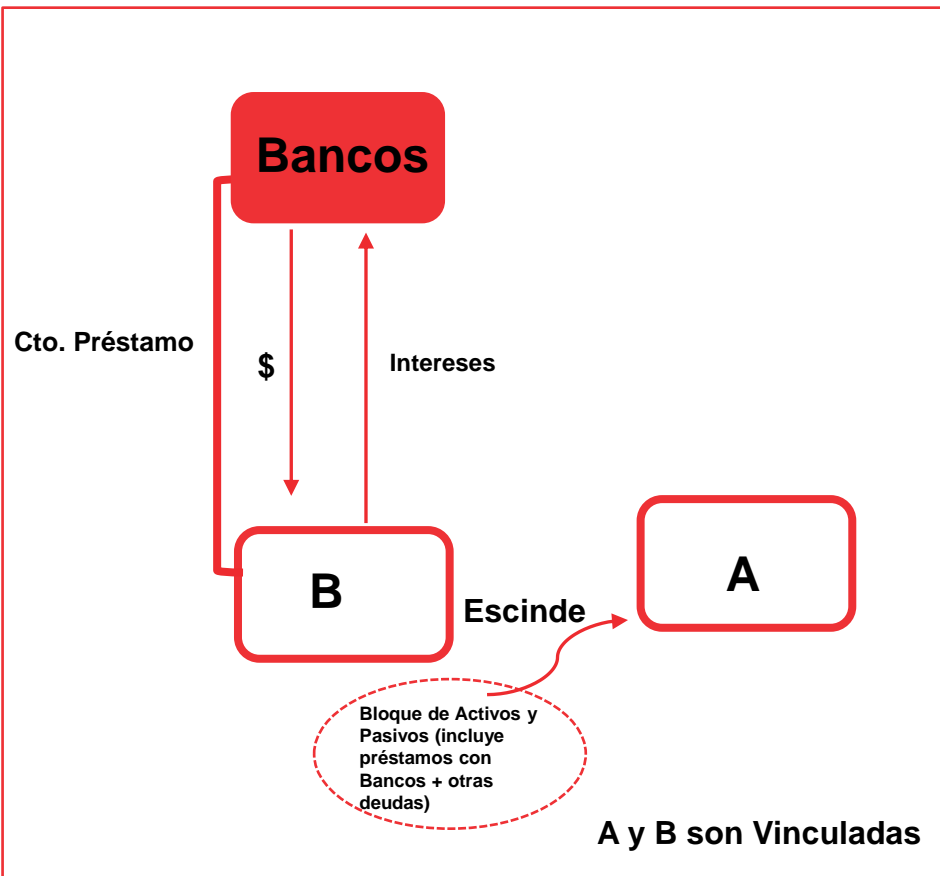 Bancos
Cto. Préstamo
$
Intereses
B
A
Escinde
Bloque de Activos y
Pasivos (incluye
préstamos con
Bancos + otras
deudas)
A y B son Vinculadas